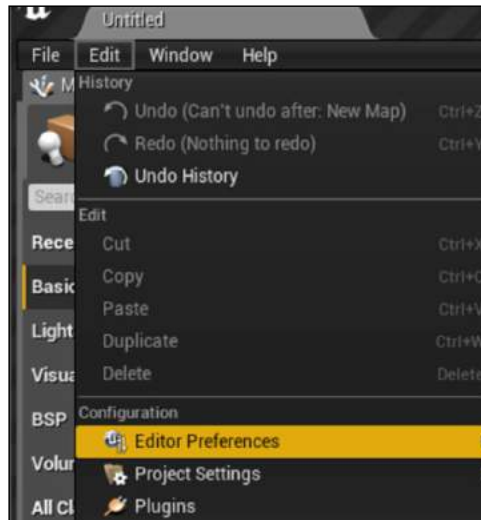 Untitled
File Edit Window Help
History
Undo (Can't undo after: New Map) Ctrl+Z
Redo (Nothing to redo) Ctrl+Y
Undo History
Edit
Rece
Cut Ctrl+X
Basic
Copy Ctrl+C
Paste Ctrl+V
Light
Duplicate Ctrl+W
Visua
Delete Delete
BSP
Configuration
Editor Preferences
Volur
Project Settings
All Cl
Plugins